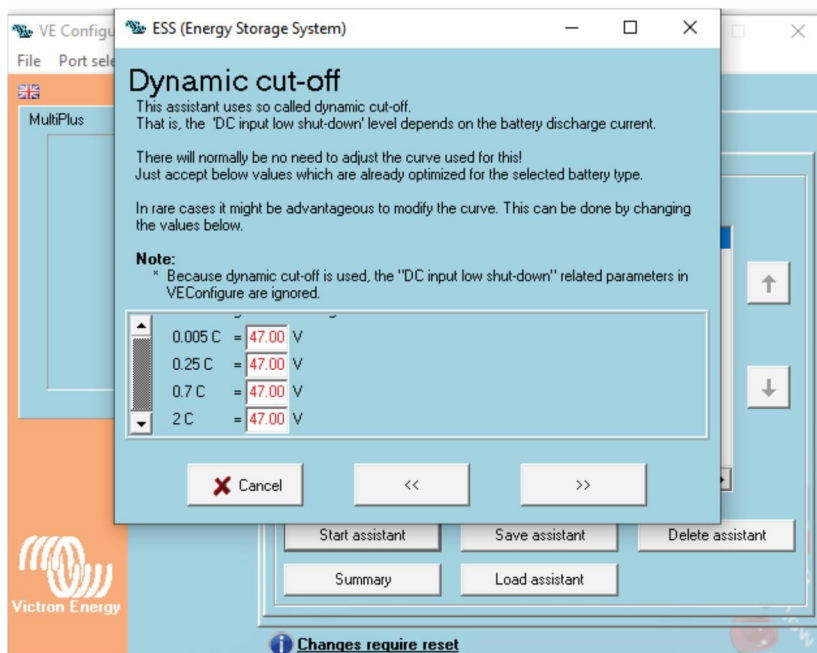 VE Configu
ESS (Energy Storage System)
File Port sele
MultiPlus
Dynamic cut-off
This assistant uses so called dynamic cut-off.
That is, the 'DC input low shut-down' level depends on the battery discharge current.
There will normally be no need to adjust the curve used for this!
Just accept below values which are already optimized for the selected battery type.
In rare cases it might be advantageous to modify the curve. This can be done by changing
the values below.
Note:
* Because dynamic cut-off is used, the "DC input low shut-down" related parameters in
VEConfigure are ignored.
0.005 C = 47.00 V
0.25 C = 47.00 V
0.7 C = 47.00 V
2 C = 47.00 V
Cancel << >>
Start assistant Save assistant Delete assistant
Summary Load assistant
Victron Energy
Changes require reset